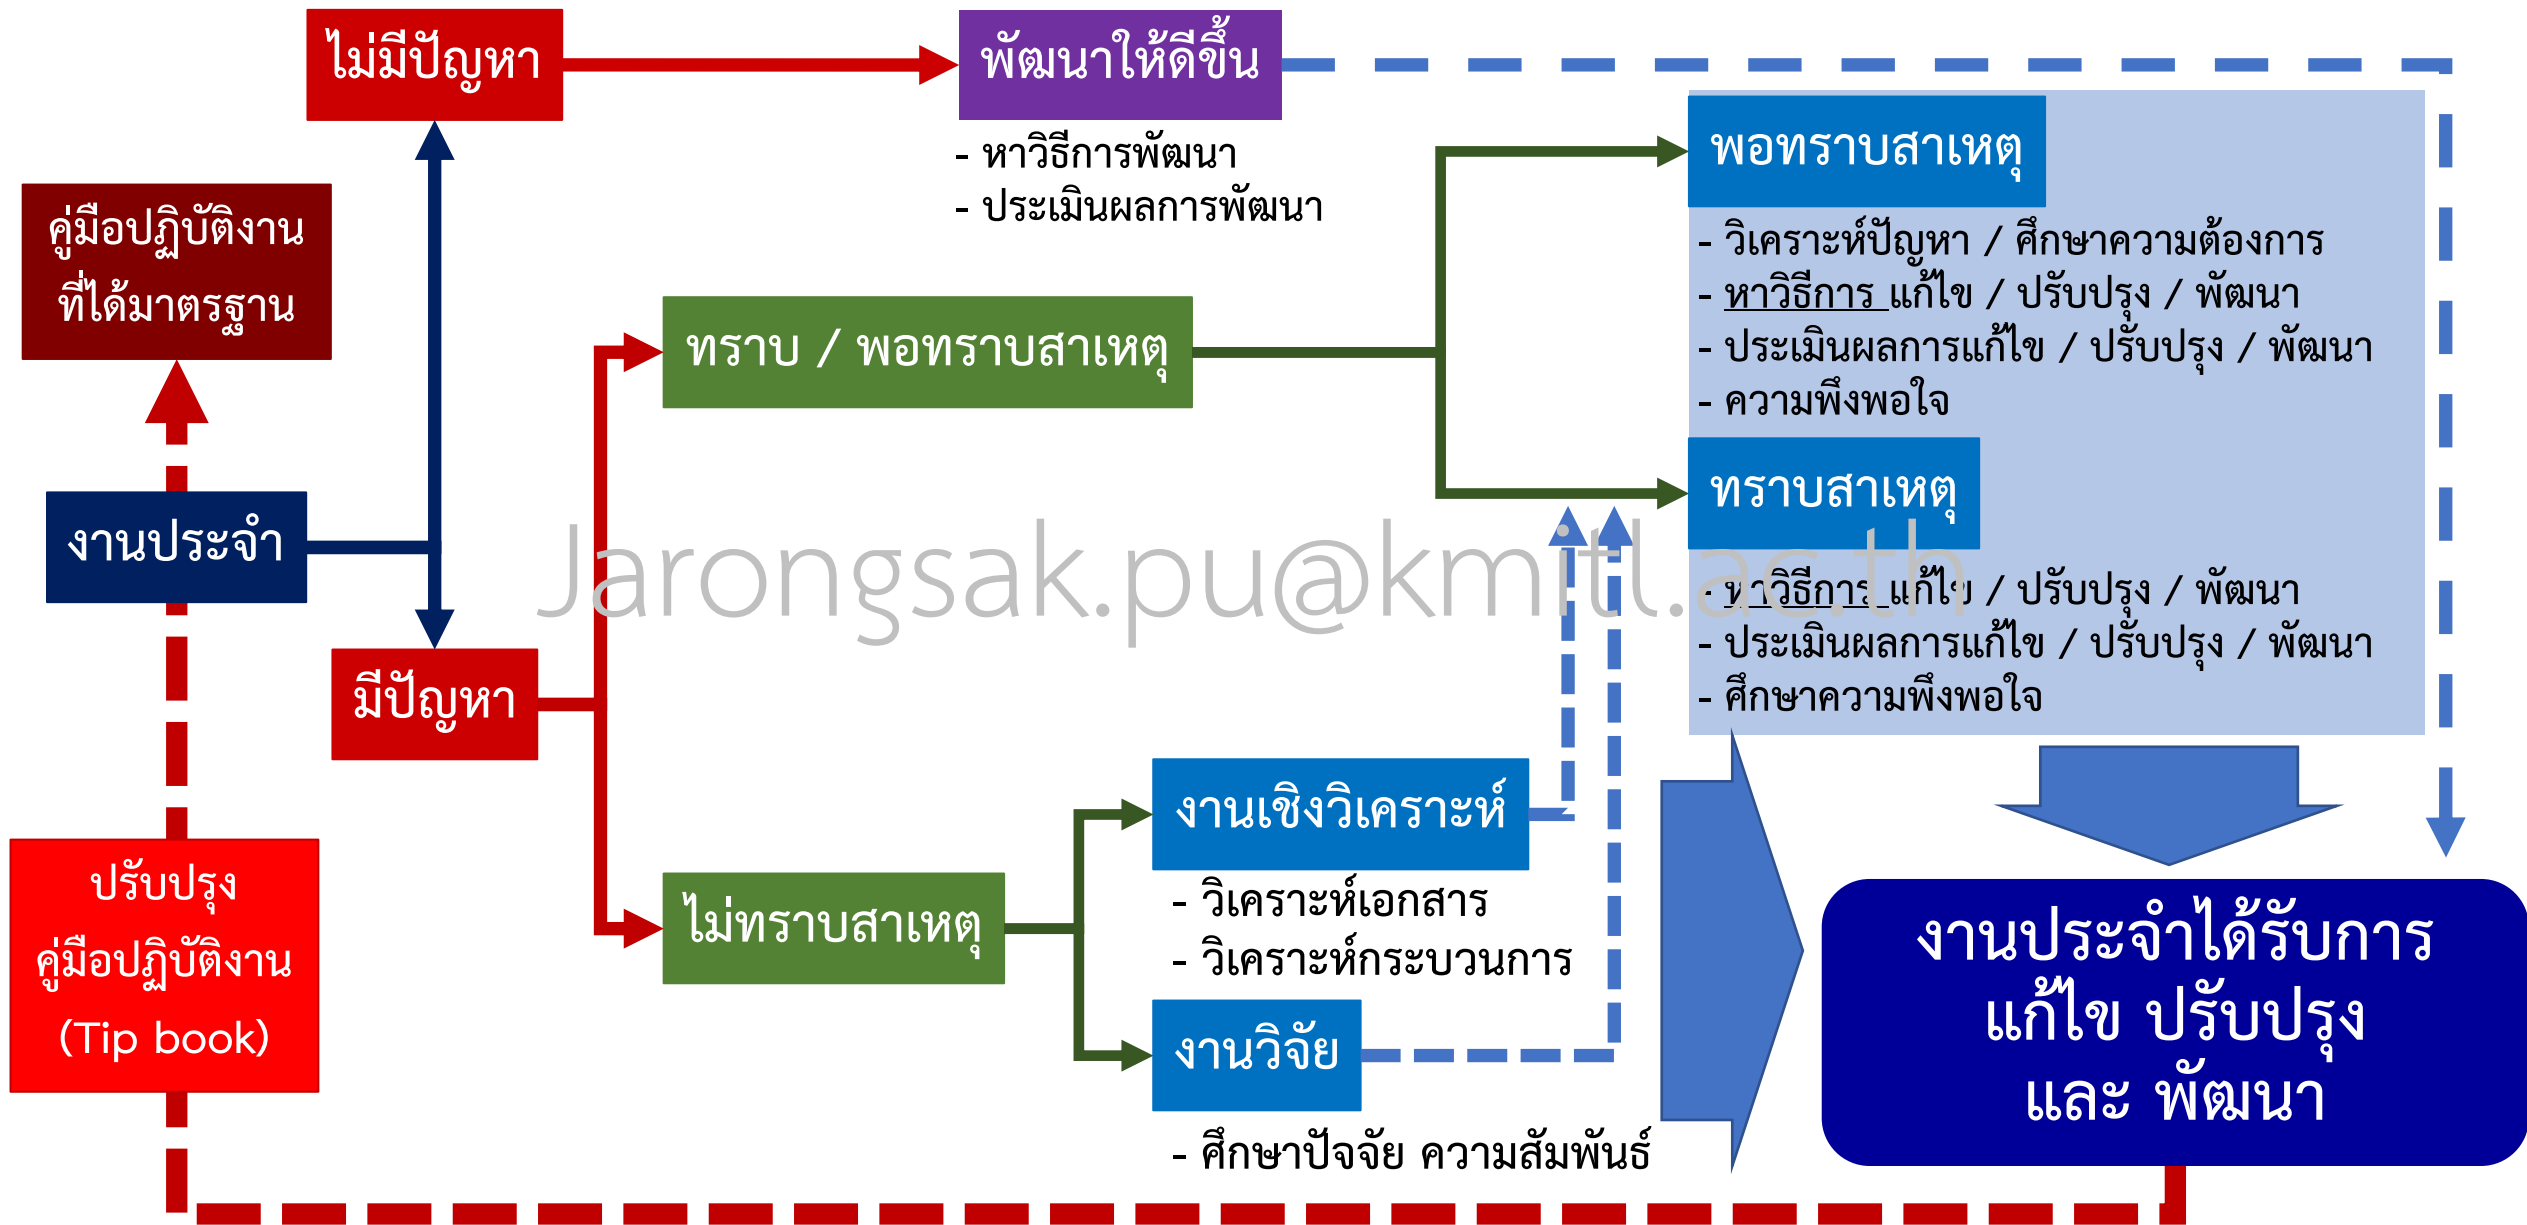 ไม่มีปัญหา
พัฒนาให้ดีขึ้น
- หาวิธีการพัฒนา
- ประเมินผลการพัฒนา
พอทราบสาเหตุ
- วิเคราะห์ปัญหา / ศึกษาความต้องการ
- หาวิธีการ แก้ไข / ปรับปรุง / พัฒนา
- ประเมินผลการแก้ไข / ปรับปรุง / พัฒนา
- ความพึงพอใจ
คู่มือปฏิบัติงาน
ที่ได้มาตรฐาน
ทราบ / พอทราบสาเหตุ
ทราบสาเหตุ
- หาวิธีการ แก้ไข / ปรับปรุง / พัฒนา
- ประเมินผลการแก้ไข / ปรับปรุง / พัฒนา
- ศึกษาความพึงพอใจ
งานประจำ
Jarongsak.pu@kmitl.ac.th
มีปัญหา
งานเชิงวิเคราะห์
- วิเคราะห์เอกสาร
- วิเคราะห์กระบวนการ
ไม่ทราบสาเหตุ
งานวิจัย
- ศึกษาปัจจัย ความสัมพันธ์
ปรับปรุง
คู่มือปฏิบัติงาน
(Tip book)
งานประจำได้รับการ
แก้ไข ปรับปรุง
และ พัฒนา